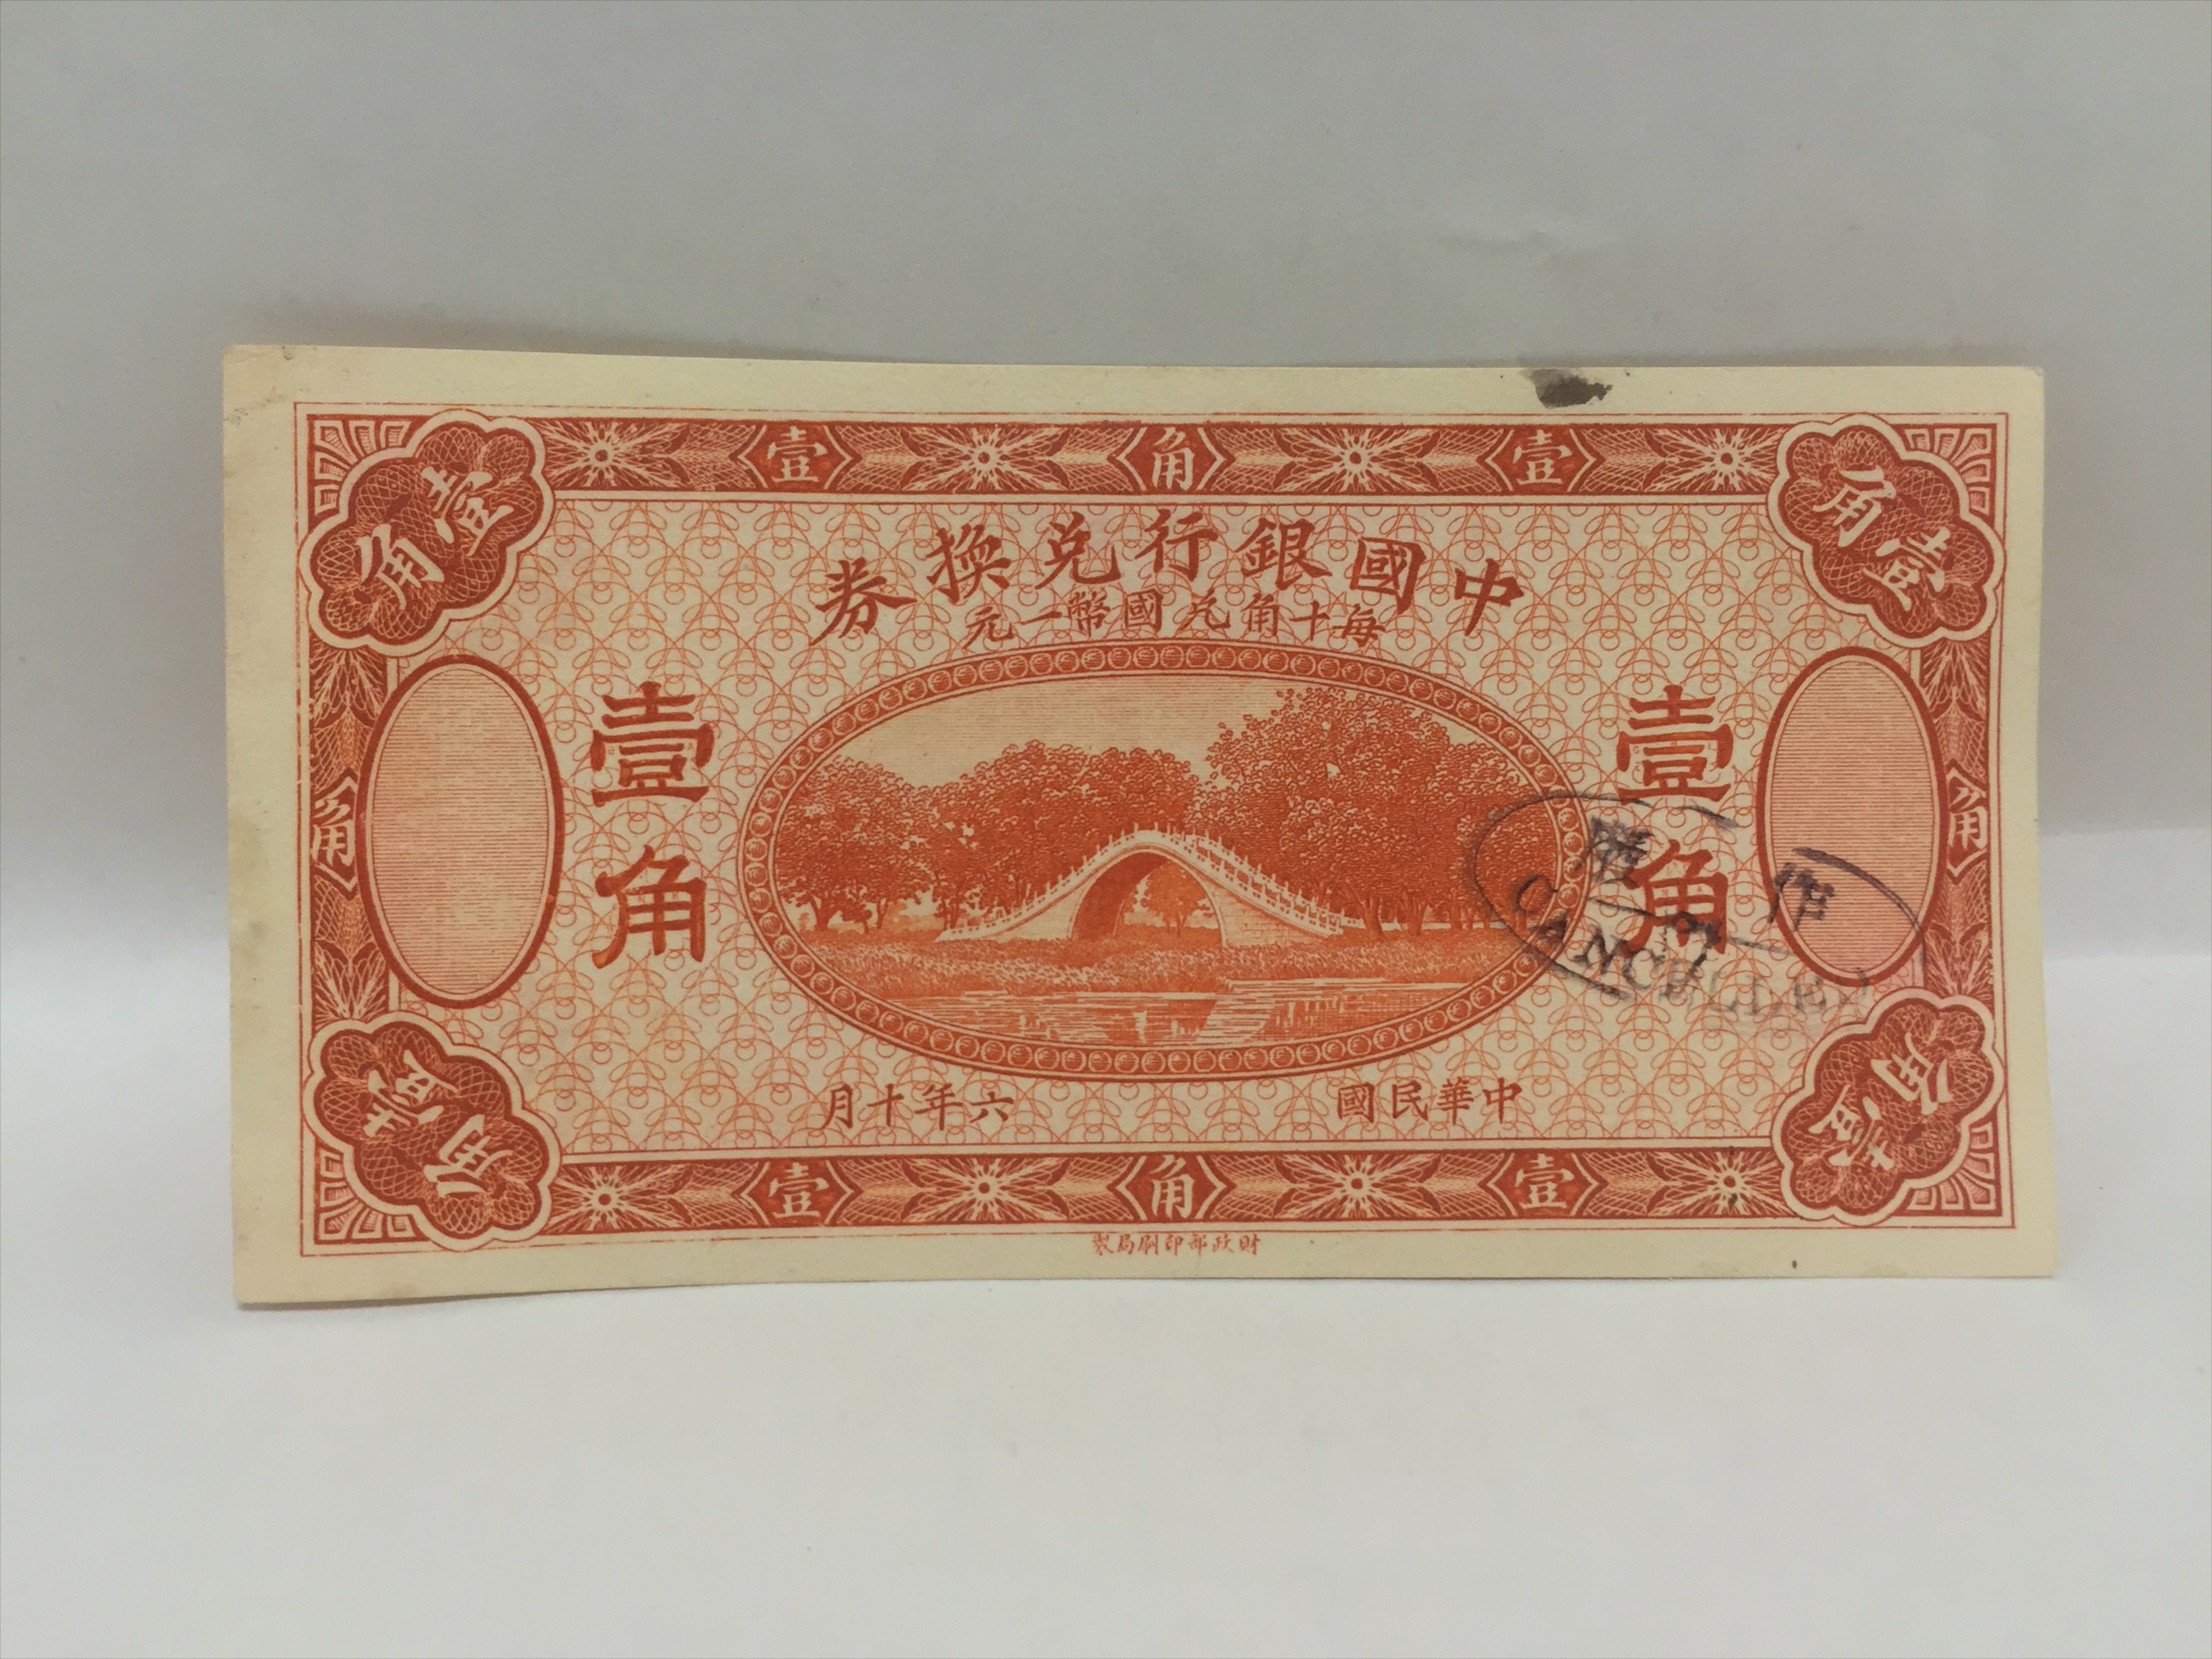 壹 角 壹
角壹
壹角
中國銀行兌換券
每十角兌國幣一元
壹角
壹角
角
角
作廢
CANCELLED
中華民國 六年十月
壹角
壹角
壹 角 壹
財政部印刷局製